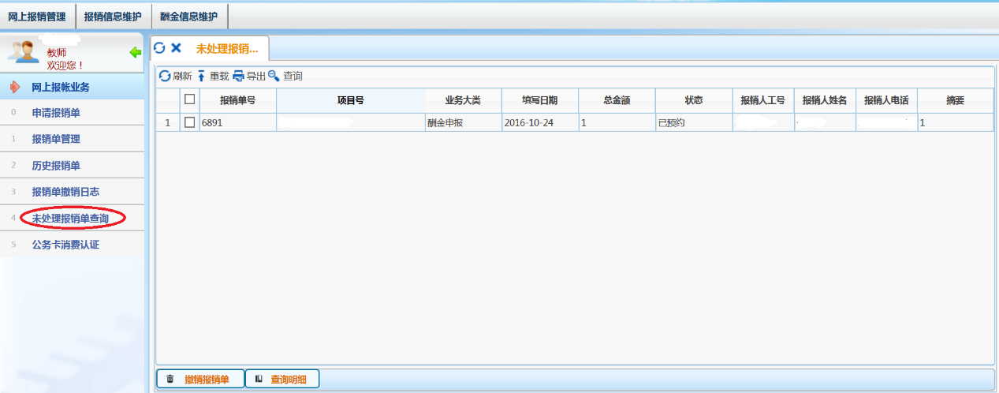 网上报销管理 报销信息维护 酬金信息维护
教师
欢迎您！
未处理报销...
网上报帐业务
0 申请报销单
1 报销单管理
2 历史报销单
3 报销单撤销日志
4 未处理报销单查询
5 公务卡消费认证
刷新 重载 导出 查询
报销单号 项目号 业务大类 填写日期 总金额 状态 报销人工号 报销人姓名 报销人电话 摘要
1 6891 酬金申报 2016-10-24 1 已预约 1
撤销报销单 查询明细